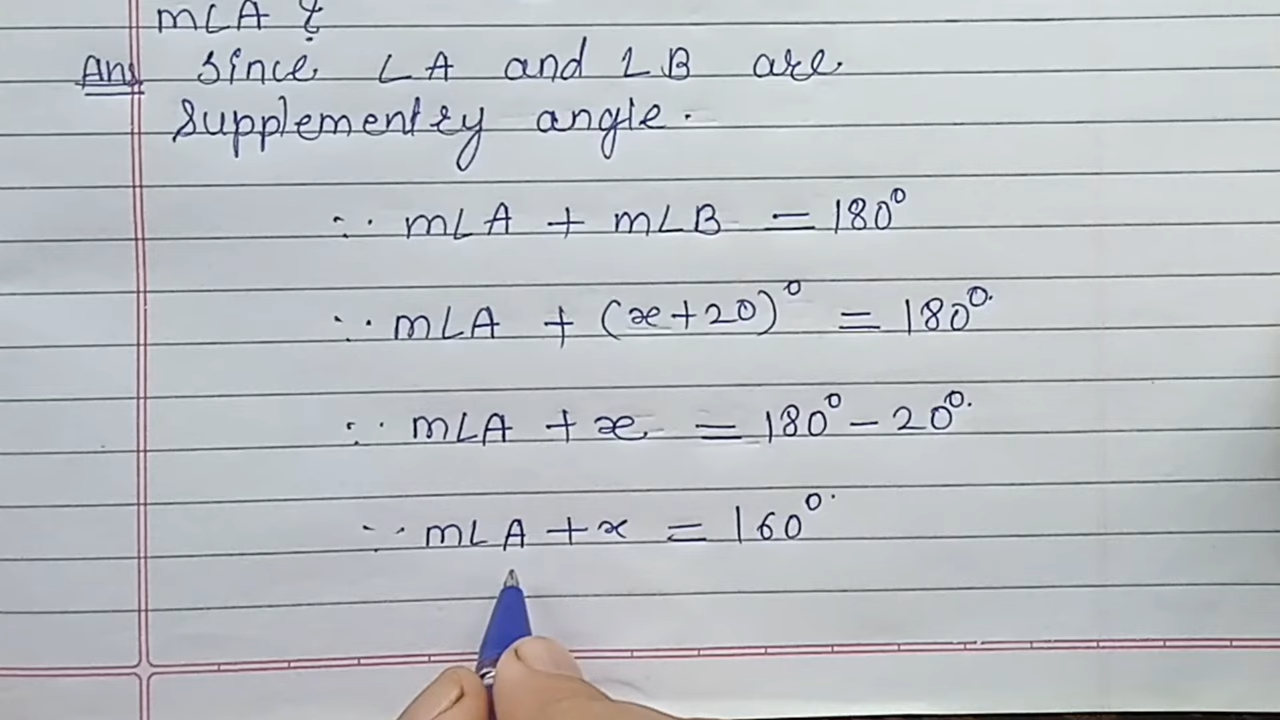 m∠A ?
Ans Since ∠A and ∠B are
Supplementry angle.
∵ m∠A + m∠B = 180°
∵ m∠A + (x+20)° = 180°.
∵ m∠A + x = 180° - 20°.
∵ m∠A + x = 160°.